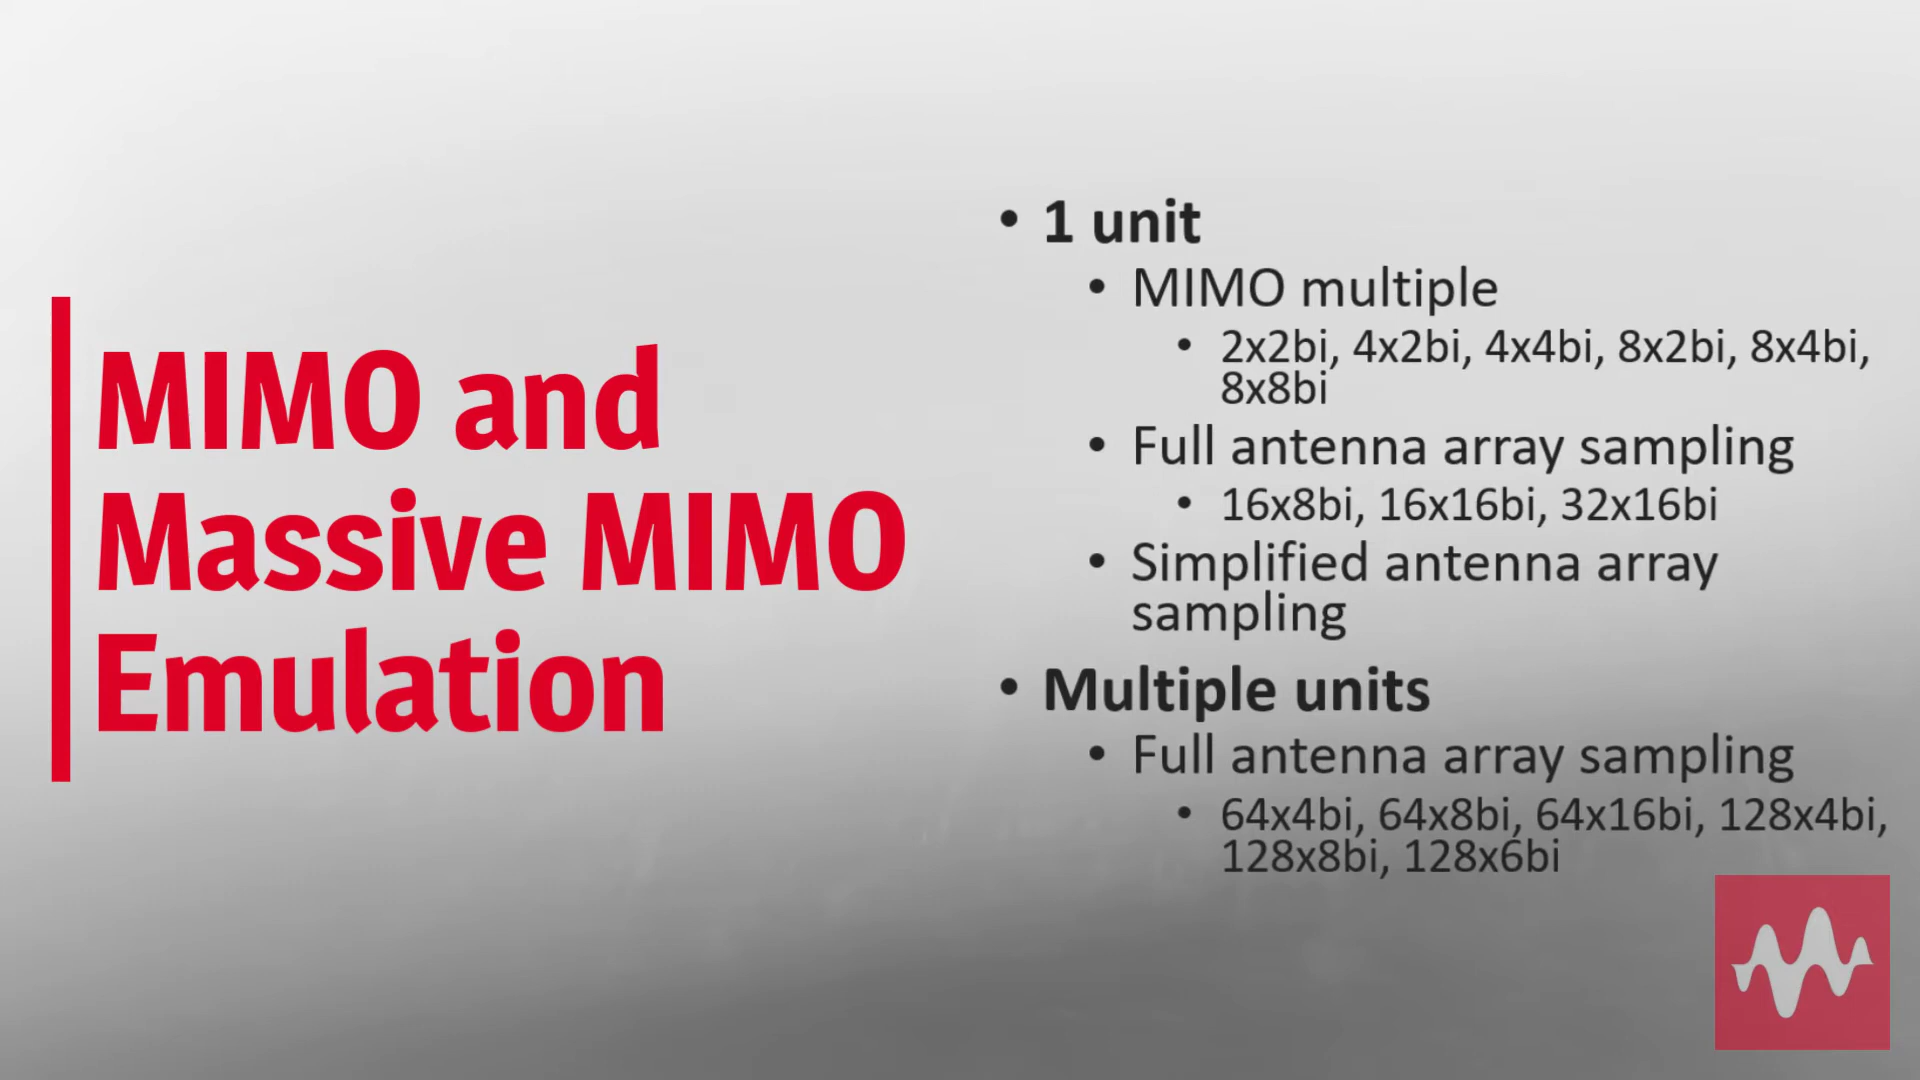 MIMO and
Massive MIMO
Emulation
• 1 unit
• MIMO multiple
• 2x2bi, 4x2bi, 4x4bi, 8x2bi, 8x4bi,
8x8bi
• Full antenna array sampling
• 16x8bi, 16x16bi, 32x16bi
• Simplified antenna array
sampling
• Multiple units
• Full antenna array sampling
• 64x4bi, 64x8bi, 64x16bi, 128x4bi,
128x8bi, 128x6bi